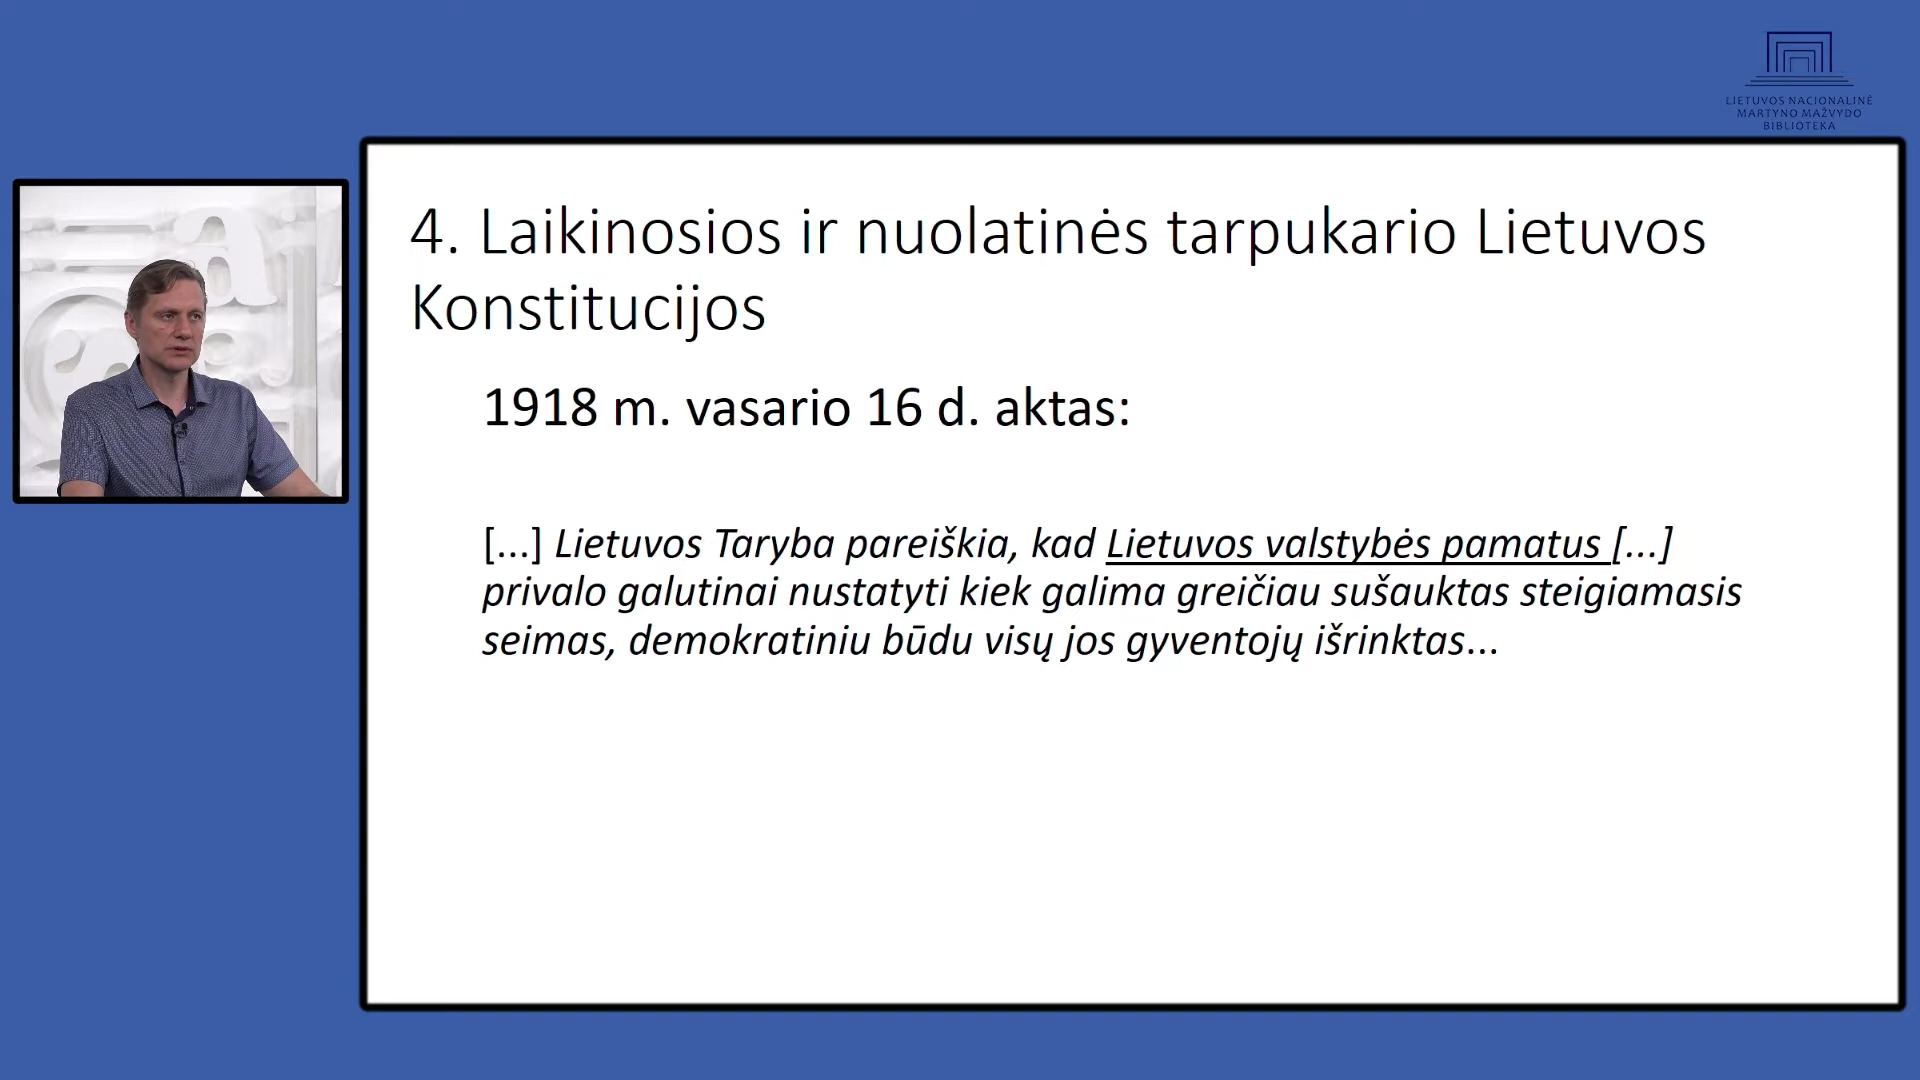 LIETUVOS NACIONALINĖ
MARTYNO MAŽVYDO
BIBLIOTEKA
4. Laikinosios ir nuolatinės tarpukario Lietuvos
Konstitucijos
1918 m. vasario 16 d. aktas:
[...] Lietuvos Taryba pareiškia, kad Lietuvos valstybės pamatus [...]
privalo galutinai nustatyti kiek galima greičiau sušauktas steigiamasis
seimas, demokratiniu būdu visų jos gyventojų išrinktas...